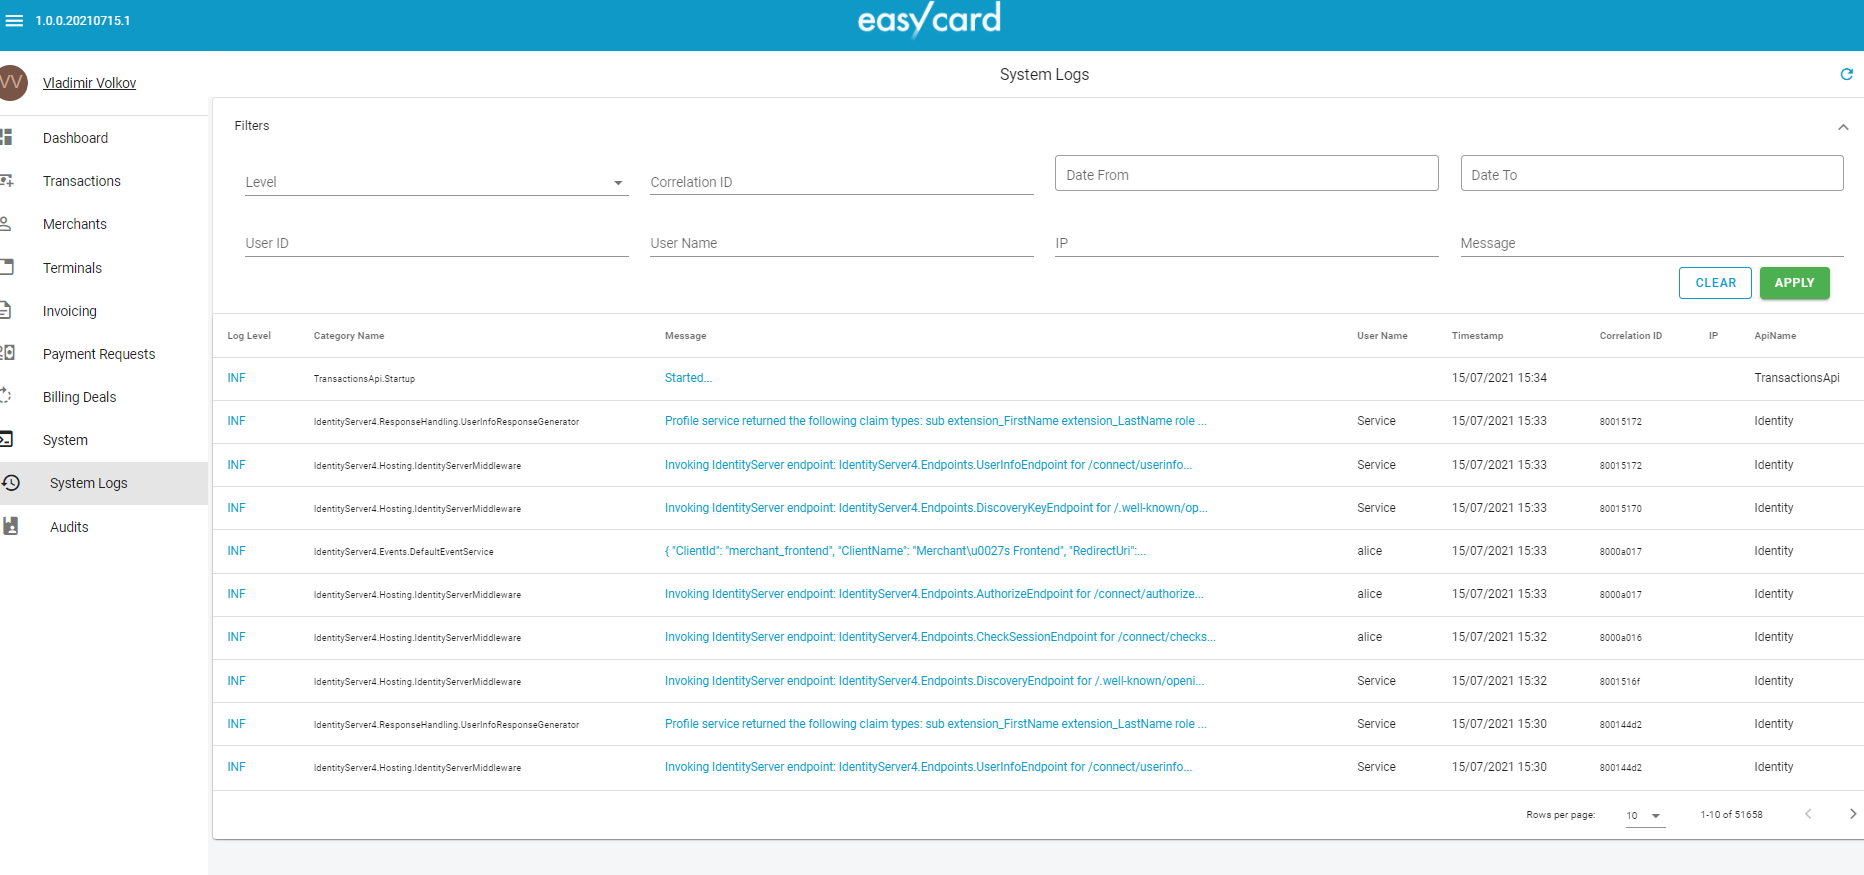 1.0.0.20210715.1
easycard
VV
Vladimir Volkov
System Logs
Dashboard
Transactions
Merchants
Terminals
Invoicing
Payment Requests
Billing Deals
System
System Logs
Audits
Filters
Level
Correlation ID
Date From
Date To
User ID
User Name
IP
Message
CLEAR
APPLY
Log Level Category Name Message User Name Timestamp Correlation ID IP ApiName
INF TransactionsApi.Startup Started... 15/07/2021 15:34 TransactionsApi
INF IdentityServer4.ResponseHandling.UserInfoResponseGenerator Profile service returned the following claim types: sub extension_FirstName extension_LastName role ... Service 15/07/2021 15:33 80015172 Identity
INF IdentityServer4.Hosting.IdentityServerMiddleware Invoking IdentityServer endpoint: IdentityServer4.Endpoints.UserInfoEndpoint for /connect/userinfo... Service 15/07/2021 15:33 80015172 Identity
INF IdentityServer4.Hosting.IdentityServerMiddleware Invoking IdentityServer endpoint: IdentityServer4.Endpoints.DiscoveryKeyEndpoint for /.well-known/op... Service 15/07/2021 15:33 80015170 Identity
INF IdentityServer4.Events.DefaultEventService { "ClientId": "merchant_frontend", "ClientName": "Merchant\u0027s Frontend", "RedirectUri":... alice 15/07/2021 15:33 8000a017 Identity
INF IdentityServer4.Hosting.IdentityServerMiddleware Invoking IdentityServer endpoint: IdentityServer4.Endpoints.AuthorizeEndpoint for /connect/authorize... alice 15/07/2021 15:33 8000a017 Identity
INF IdentityServer4.Hosting.IdentityServerMiddleware Invoking IdentityServer endpoint: IdentityServer4.Endpoints.CheckSessionEndpoint for /connect/checks... alice 15/07/2021 15:32 8000a016 Identity
INF IdentityServer4.Hosting.IdentityServerMiddleware Invoking IdentityServer endpoint: IdentityServer4.Endpoints.DiscoveryEndpoint for /.well-known/openi... Service 15/07/2021 15:32 8001516f Identity
INF IdentityServer4.ResponseHandling.UserInfoResponseGenerator Profile service returned the following claim types: sub extension_FirstName extension_LastName role ... Service 15/07/2021 15:30 800144d2 Identity
INF IdentityServer4.Hosting.IdentityServerMiddleware Invoking IdentityServer endpoint: IdentityServer4.Endpoints.UserInfoEndpoint for /connect/userinfo... Service 15/07/2021 15:30 800144d2 Identity
Rows per page: 10 1-10 of 51658